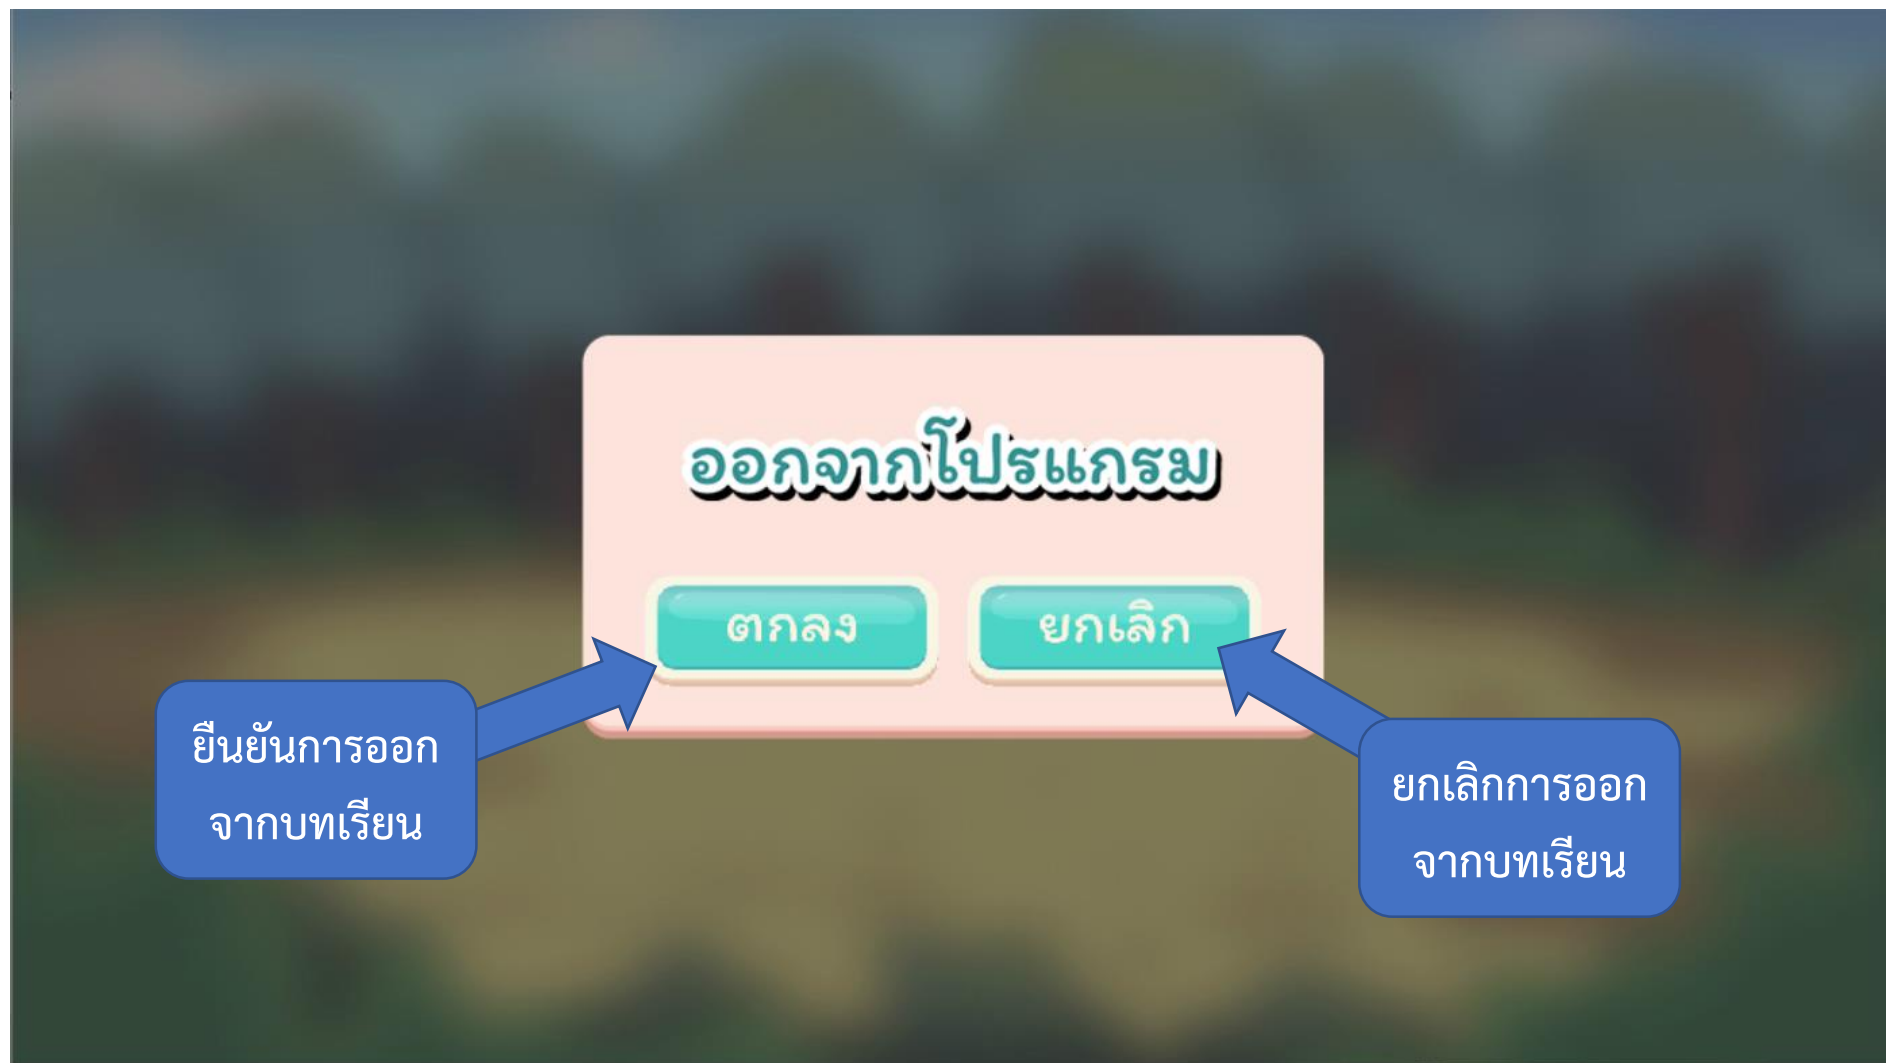 ออกจากโปรแกรม
ตกลง
ยกเลิก
ยืนยันการออก
จากบทเรียน
ยกเลิกการออก
จากบทเรียน